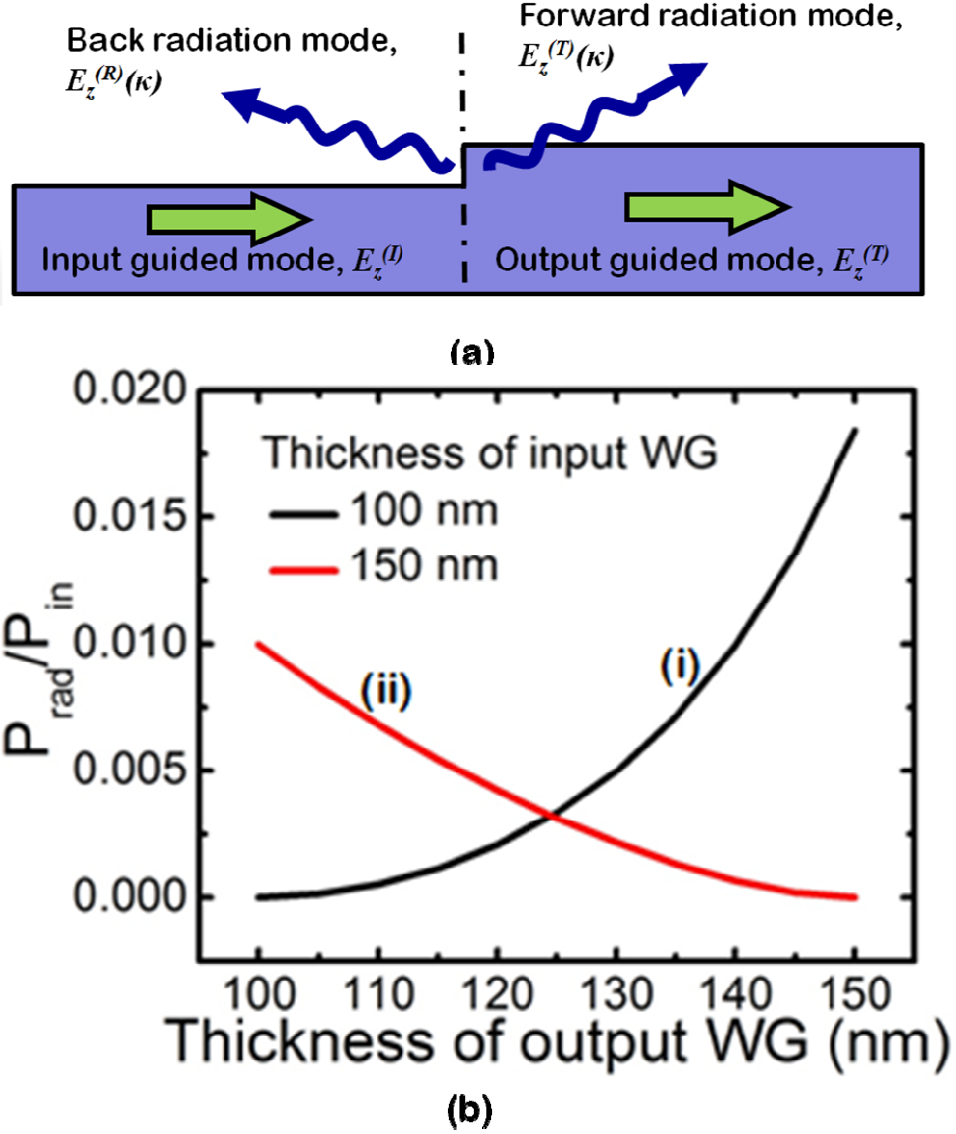 Back radiation mode,
E_z^(R)(κ)
Forward radiation mode,
E_z^(T)(κ)
Input guided mode, E_z^(I)
Output guided mode, E_z^(T)
(a)
0.020
0.015
0.010
0.005
0.000
P_rad/P_in
Thickness of input WG
100 nm
150 nm
(i)
(ii)
100 110 120 130 140 150
Thickness of output WG (nm)
(b)